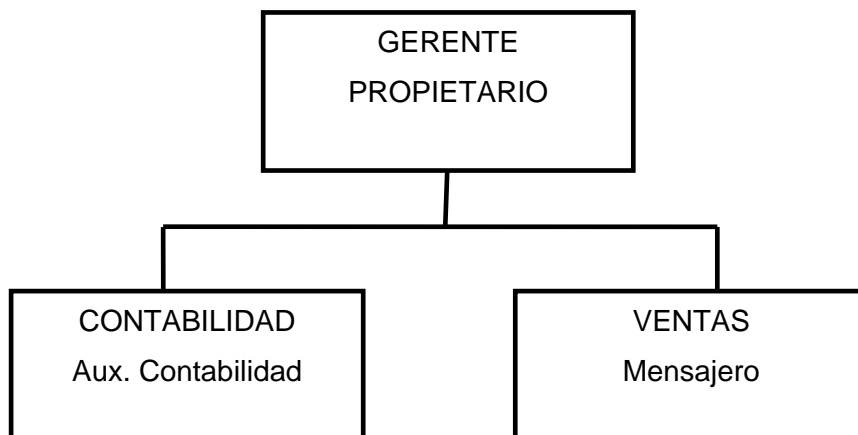 GERENTE
PROPIETARIO
CONTABILIDAD
Aux. Contabilidad
VENTAS
Mensajero